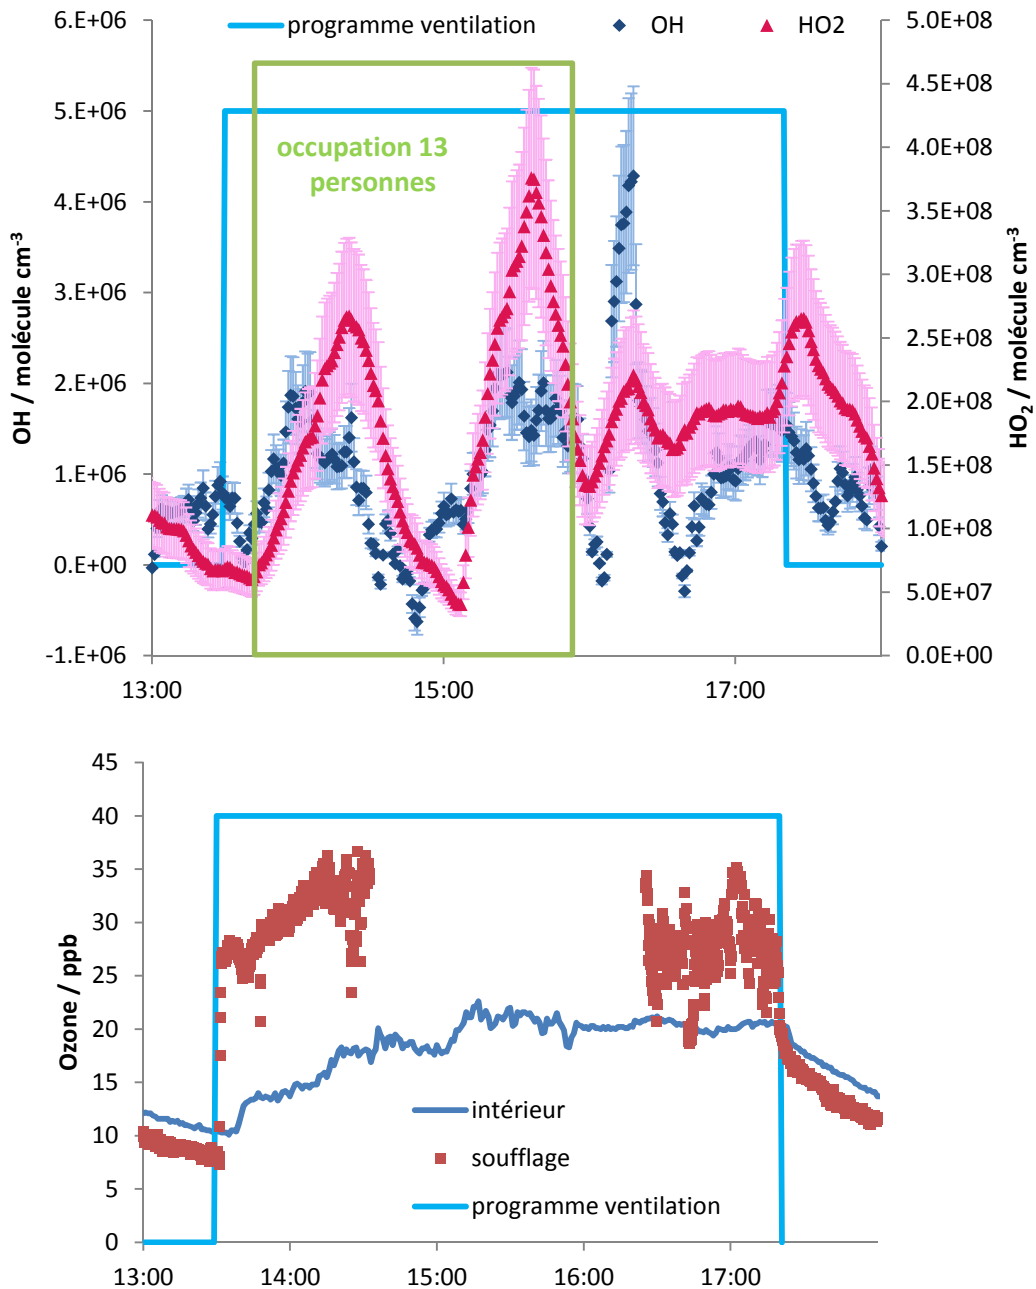 programme ventilation OH HO2
6.E+06
5.E+06
4.E+06
3.E+06
2.E+06
1.E+06
0.E+00
-1.E+06
OH / molécule cm-3
occupation 13
personnes
5.0E+08
4.5E+08
4.0E+08
3.5E+08
3.0E+08
2.5E+08
2.0E+08
1.5E+08
1.0E+08
5.0E+07
0.0E+00
HO2 / molécule cm-3
13:00 15:00 17:00
45
40
35
30
25
20
15
10
5
0
Ozone / ppb
intérieur
soufflage
programme ventilation
13:00 14:00 15:00 16:00 17:00